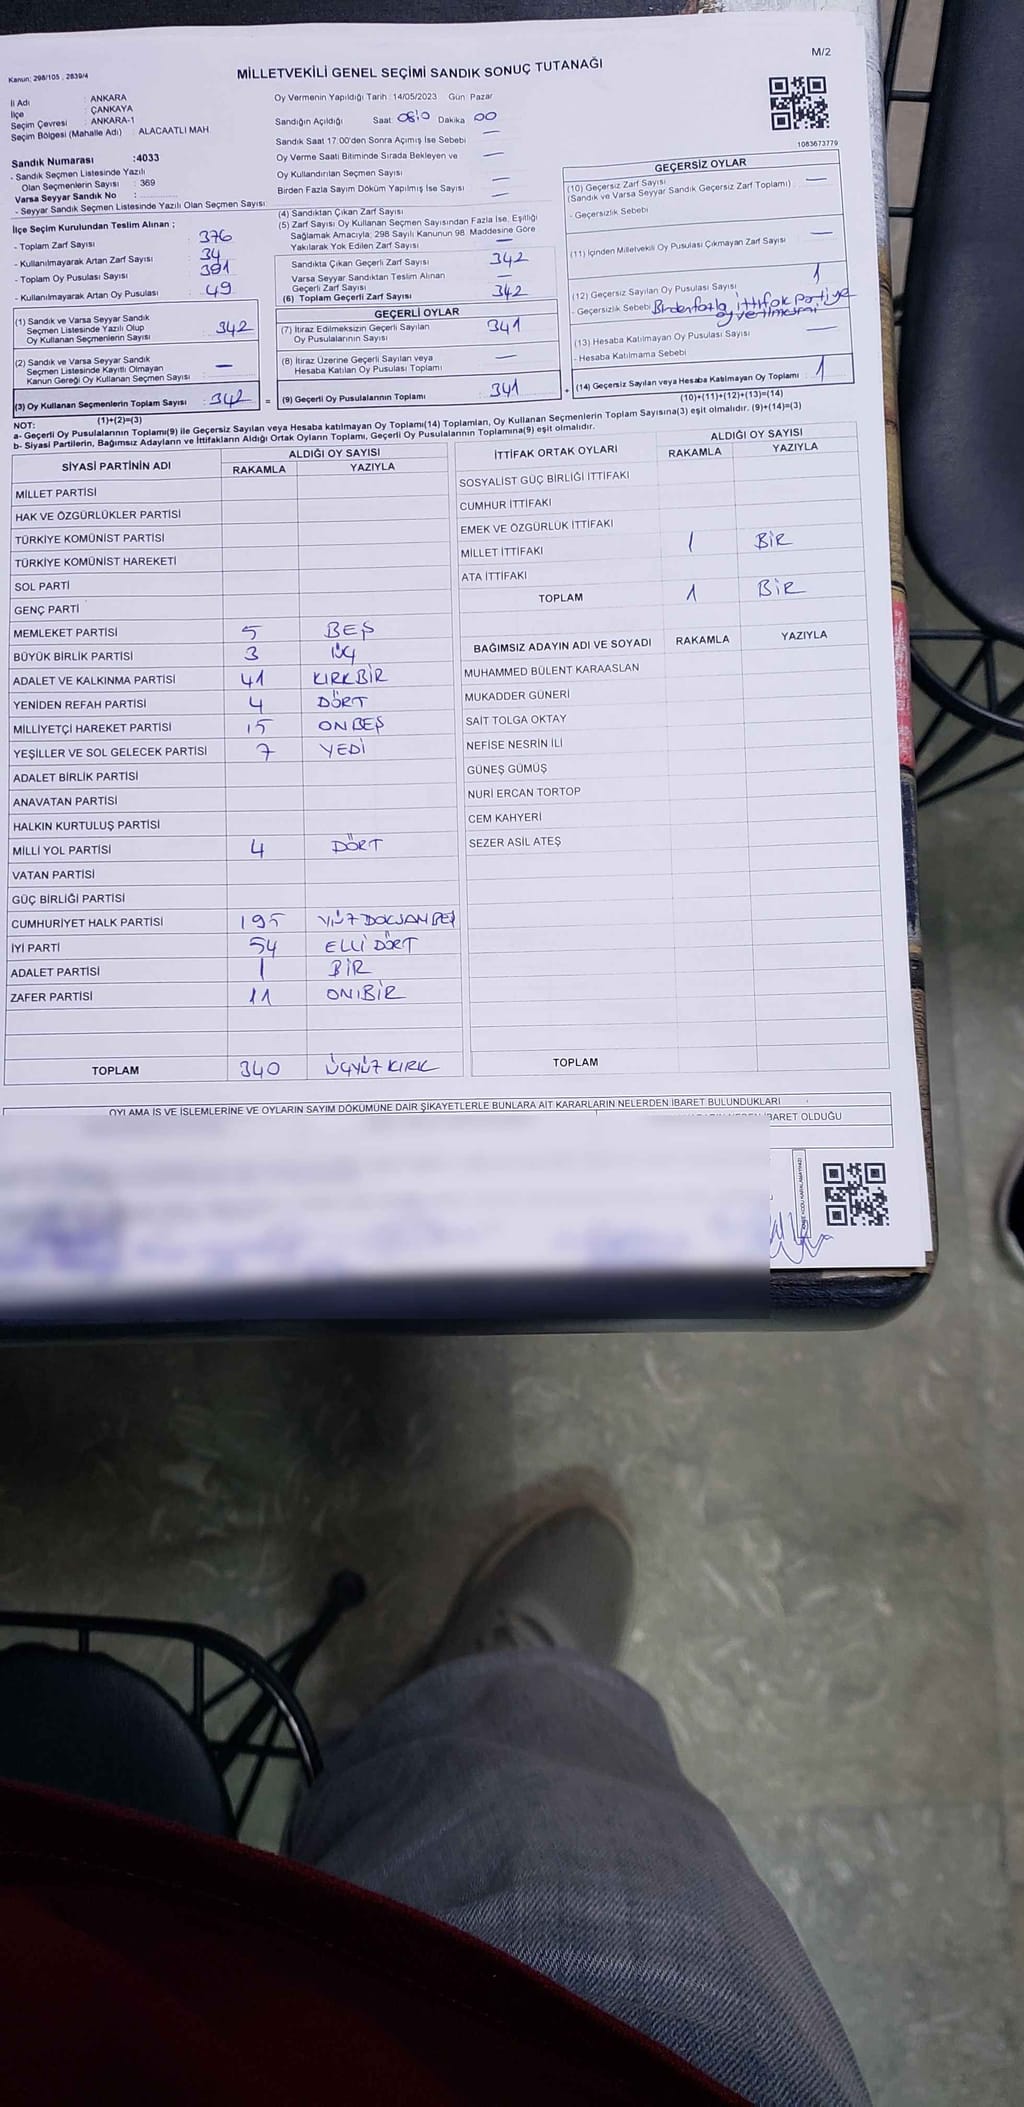 M/2
Kanun: 298/105 , 2839/4
MİLLETVEKİLİ GENEL SEÇİMİ SANDIK SONUÇ TUTANAĞI
İl Adı : ANKARA
İlçe : ÇANKAYA
Seçim Çevresi : ANKARA-1
Seçim Bölgesi (Mahalle Adı) : ALACAATLI MAH.
Sandık Numarası :4033
- Sandık Seçmen Listesinde Yazılı
Olan Seçmenlerin Sayısı : 369
Varsa Seyyar Sandık No :
- Seyyar Sandık Seçmen Listesinde Yazılı Olan Seçmen Sayısı:
İlçe Seçim Kurulundan Teslim Alınan ;
- Toplam Zarf Sayısı : 376
- Kullanılmayarak Artan Zarf Sayısı : 34
- Toplam Oy Pusulası Sayısı : 391
- Kullanılmayarak Artan Oy Pusulası : 49
(1) Sandık ve Varsa Seyyar Sandık
Seçmen Listesinde Yazılı Olup
Oy Kullanan Seçmenlerin Sayısı : 342
(2) Sandık ve Varsa Seyyar Sandık
Seçmen Listesinde Kayıtlı Olmayan
Kanun Gereği Oy Kullanan Seçmen Sayısı : —
(3) Oy Kullanan Seçmenlerin Toplam Sayısı : 342 =
(1)+(2)=(3)
Oy Vermenin Yapıldığı Tarih : 14/05/2023 Gün Pazar
Sandığın Açıldığı Saat Dakika 00
Sandık Saat 17.00'den Sonra Açımış İse Sebebi —
Oy Verme Saati Bitiminde Sırada Bekleyen ve —
Oy Kullandırılan Seçmen Sayısı —
Birden Fazla Sayım Döküm Yapılmış İse Sayısı —
(4) Sandıktan Çıkan Zarf Sayısı
(5) Zarf Sayısı Oy Kullanan Seçmen Sayısından Fazla İse, Eşitliği
Sağlamak Amacıyla, 298 Sayılı Kanunun 98. Maddesine Göre
Yakılarak Yok Edilen Zarf Sayısı —
Sandıkta Çıkan Geçerli Zarf Sayısı 342
Varsa Seyyar Sandıktan Teslim Alınan
Geçerli Zarf Sayısı —
(6) Toplam Geçerli Zarf Sayısı 342
GEÇERLİ OYLAR
(7) İtiraz Edilmeksizin Geçerli Sayılan
Oy Pusulasının Sayısı 341
(8) İtiraz Üzerine Geçerli Sayılan veya
Hesaba Katılan Oy Pusulası Toplamı —
(9) Geçerli Oy Pusulalarının Toplamı : 341 +
1083673779
GEÇERSİZ OYLAR
(10) Geçersiz Zarf Sayısı
(Sandık ve Varsa Seyyar Sandık Geçersiz Zarf Toplamı) —
- Geçersizlik Sebebi
(11) İçinden Milletvekili Oy Pusulası Çıkmayan Zarf Sayısı —
(12) Geçersiz Sayılan Oy Pusulası Sayısı 1
- Geçersizlik Sebebi Birden fazla ittifak partiye
oy verilmesi
(13) Hesaba Katılmayan Oy Pusulası Sayısı —
- Hesaba Katılmama Sebebi
(14) Geçersiz Sayılan veya Hesaba Katılmayan Oy Toplamı : 1
(10)+(11)+(12)+(13)=(14)
NOT:
a- Geçerli Oy Pusulalarının Toplamı(9) ile Geçersiz Sayılan veya Hesaba katılmayan Oy Toplamı(14) Toplamları, Oy Kullanan Seçmenlerin Toplam Sayısına(3) eşit olmalıdır. (9)+(14)=(3)
b- Siyasi Partilerin, Bağımsız Adayların ve İttifakların Aldığı Ortak Oyların Toplamı, Geçerli Oy Pusulalarının Toplamına(9) eşit olmalıdır.
SİYASİ PARTİNİN ADI ALDIĞI OY SAYISI
RAKAMLA YAZIYLA
MİLLET PARTİSİ
HAK VE ÖZGÜRLÜKLER PARTİSİ
TÜRKİYE KOMÜNİST PARTİSİ
TÜRKİYE KOMÜNİST HAREKETİ
SOL PARTİ
GENÇ PARTİ
MEMLEKET PARTİSİ 5 BEŞ
BÜYÜK BİRLİK PARTİSİ 3 ÜÇ
ADALET VE KALKINMA PARTİSİ 41 KIRKBİR
YENİDEN REFAH PARTİSİ 4 DÖRT
MİLLİYETÇİ HAREKET PARTİSİ 15 ONBEŞ
YEŞİLLER VE SOL GELECEK PARTİSİ 7 YEDİ
ADALET BİRLİK PARTİSİ
ANAVATAN PARTİSİ
HALKIN KURTULUŞ PARTİSİ
MİLLİ YOL PARTİSİ 4 DÖRT
VATAN PARTİSİ
GÜÇ BİRLİĞİ PARTİSİ
CUMHURİYET HALK PARTİSİ 195 YÜZDOKSANBEŞ
İYİ PARTİ 54 ELLİ DÖRT
ADALET PARTİSİ 1 BİR
ZAFER PARTİSİ 11 ONBİR
TOPLAM 340 ÜÇYÜZ KIRK
İTTİFAK ORTAK OYLARI ALDIĞI OY SAYISI
RAKAMLA YAZIYLA
SOSYALİST GÜÇ BİRLİĞİ İTTİFAKI
CUMHUR İTTİFAKI
EMEK VE ÖZGÜRLÜK İTTİFAKI
MİLLET İTTİFAKI 1 BİR
ATA İTTİFAKI
TOPLAM 1 BİR
BAĞIMSIZ ADAYIN ADI VE SOYADI RAKAMLA YAZIYLA
MUHAMMED BÜLENT KARAASLAN
MUKADDER GÜNERİ
SAİT TOLGA OKTAY
NEFİSE NESRİN İLİ
GÜNEŞ GÜMÜŞ
NURİ ERCAN TORTOP
CEM KAHYERİ
SEZER ASİL ATEŞ
TOPLAM
OYLAMA İŞ VE İŞLEMLERİNE VE OYLARIN SAYIM DÖKÜMÜNE DAİR ŞİKAYETLERLE BUNLARA AİT KARARLARIN NELERDEN İBARET BULUNDUKLARI
İBARET OLDUĞU